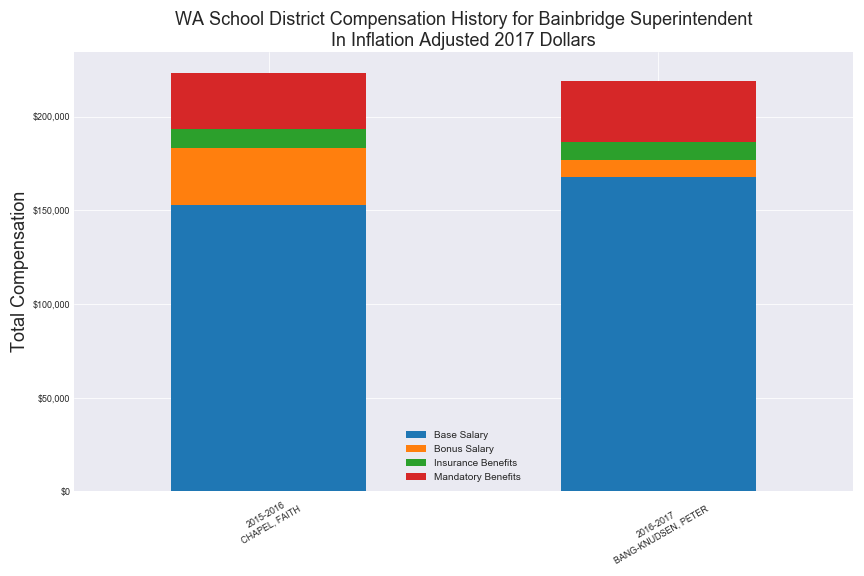 WA School District Compensation History for Bainbridge Superintendent
In Inflation Adjusted 2017 Dollars
Total Compensation
$200,000
$150,000
$100,000
$50,000
$0
Base Salary
Bonus Salary
Insurance Benefits
Mandatory Benefits
2015-2016
CHAPEL, FAITH
2016-2017
BANG-KNUDSEN, PETER